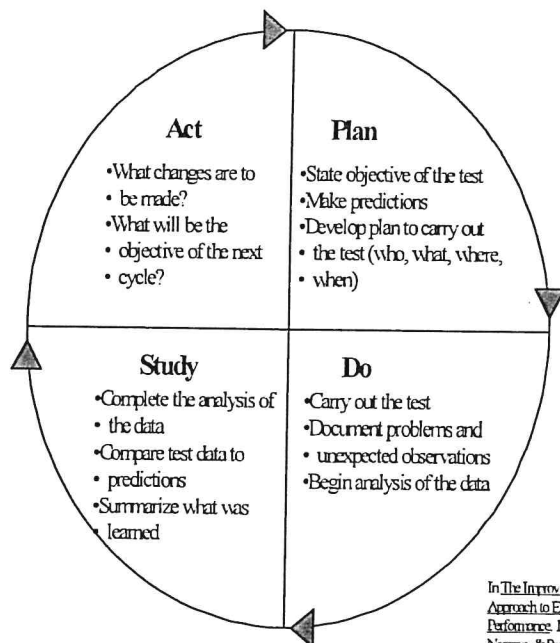 Act
•What changes are to
• be made?
•What will be the
• objective of the next
• cycle?
Plan
•State objective of the test
•Make predictions
•Develop plan to carry out
• the test (who, what, where,
• when)
Study
•Complete the analysis of
• the data
•Compare test data to
• predictions
•Summarize what was
• learned
Do
•Carry out the test
•Document problems and
• unexpected observations
•Begin analysis of the data
In The Improv
Approach to E
Performance.